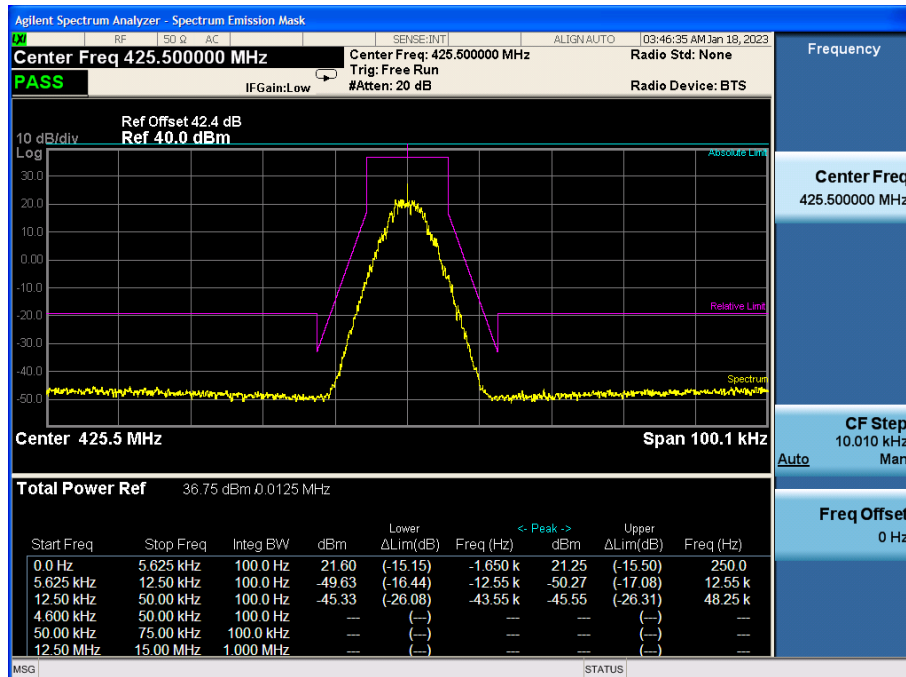 Agilent Spectrum Analyzer - Spectrum Emission Mask
LXI RF 50 Ω AC SENSE:INT ALIGN AUTO 03:46:35 AM Jan 18, 2023
Center Freq 425.500000 MHz
Center Freq: 425.500000 MHz
Radio Std: None
Trig: Free Run
PASS
IFGain:Low
#Atten: 20 dB
Radio Device: BTS
Ref Offset 42.4 dB
10 dB/div Ref 40.0 dBm
Log
Absolute Limit
30.0
20.0
10.0
0.00
-10.0
Relative Limit
-20.0
-30.0
-40.0
Spectrum
-50.0
Center 425.5 MHz
Span 100.1 kHz
Total Power Ref 36.75 dBm / 0.0125 MHz
Lower <- Peak -> Upper
Start Freq Stop Freq Integ BW dBm ΔLim(dB) Freq (Hz) dBm ΔLim(dB) Freq (Hz)
0.0 Hz 5.625 kHz 100.0 Hz 21.60 (-15.15) -1.650 k 21.25 (-15.50) 250.0
5.625 kHz 12.50 kHz 100.0 Hz -49.63 (-16.44) -12.55 k -50.27 (-17.08) 12.55 k
12.50 kHz 50.00 kHz 100.0 Hz -45.33 (-26.08) -43.55 k -45.55 (-26.31) 48.25 k
4.600 kHz 50.00 kHz 100.0 Hz --- (---) --- --- (---) ---
50.00 kHz 75.00 kHz 100.0 kHz --- (---) --- --- (---) ---
12.50 MHz 15.00 MHz 1.000 MHz --- (---) --- --- (---) ---
MSG STATUS
Frequency
Center Freq
425.500000 MHz
CF Step
10.010 kHz
Auto Man
Freq Offset
0 Hz